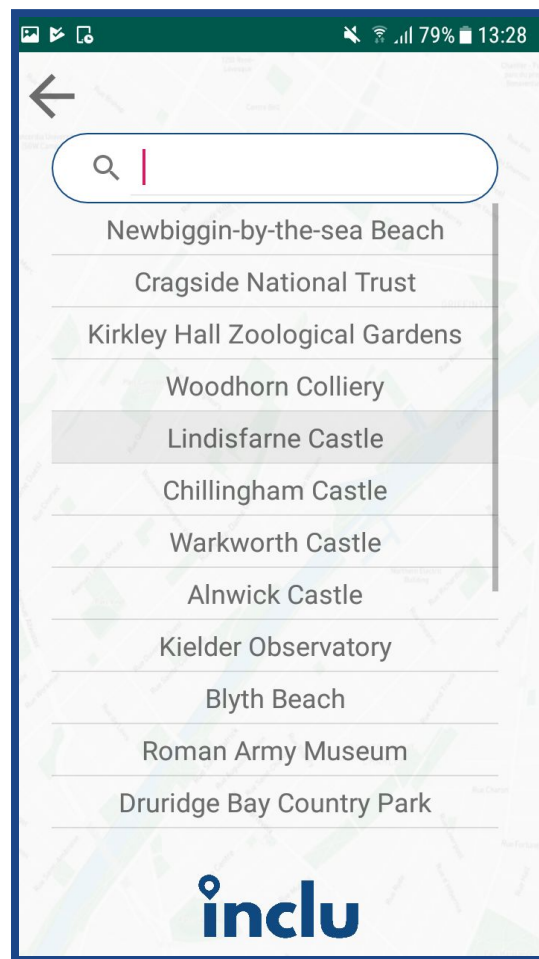 79% 13:28
Newbiggin-by-the-sea Beach
Cragside National Trust
Kirkley Hall Zoological Gardens
Woodhorn Colliery
Lindisfarne Castle
Chillingham Castle
Warkworth Castle
Alnwick Castle
Kielder Observatory
Blyth Beach
Roman Army Museum
Druridge Bay Country Park
inclu